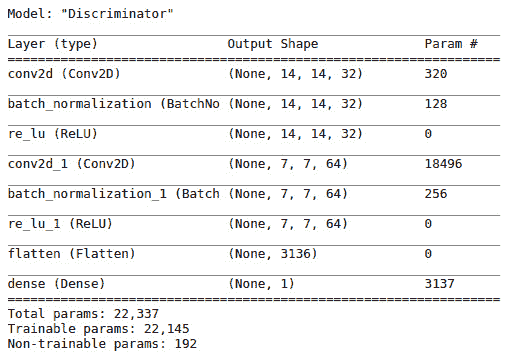 Model: "Discriminator"
Layer (type) Output Shape Param #
conv2d (Conv2D) (None, 14, 14, 32) 320
batch_normalization (BatchNo (None, 14, 14, 32) 128
re_lu (ReLU) (None, 14, 14, 32) 0
conv2d_1 (Conv2D) (None, 7, 7, 64) 18496
batch_normalization_1 (Batch (None, 7, 7, 64) 256
re_lu_1 (ReLU) (None, 7, 7, 64) 0
flatten (Flatten) (None, 3136) 0
dense (Dense) (None, 1) 3137
Total params: 22,337
Trainable params: 22,145
Non-trainable params: 192